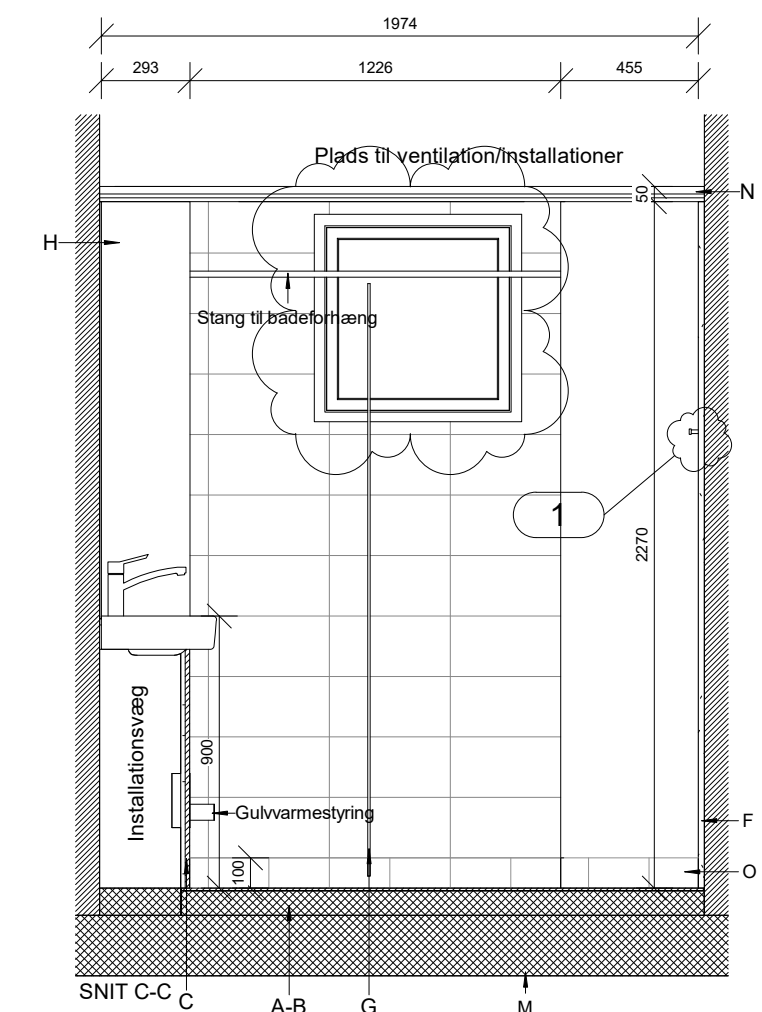 1974
293
1226
455
Plads til ventilation/installationer
50
N
H
Stang til badeforhæng
1
2270
Installationsvæg
900
Gulvvarmestyring
F
100
O
SNIT C-C
C
A-B
G
M